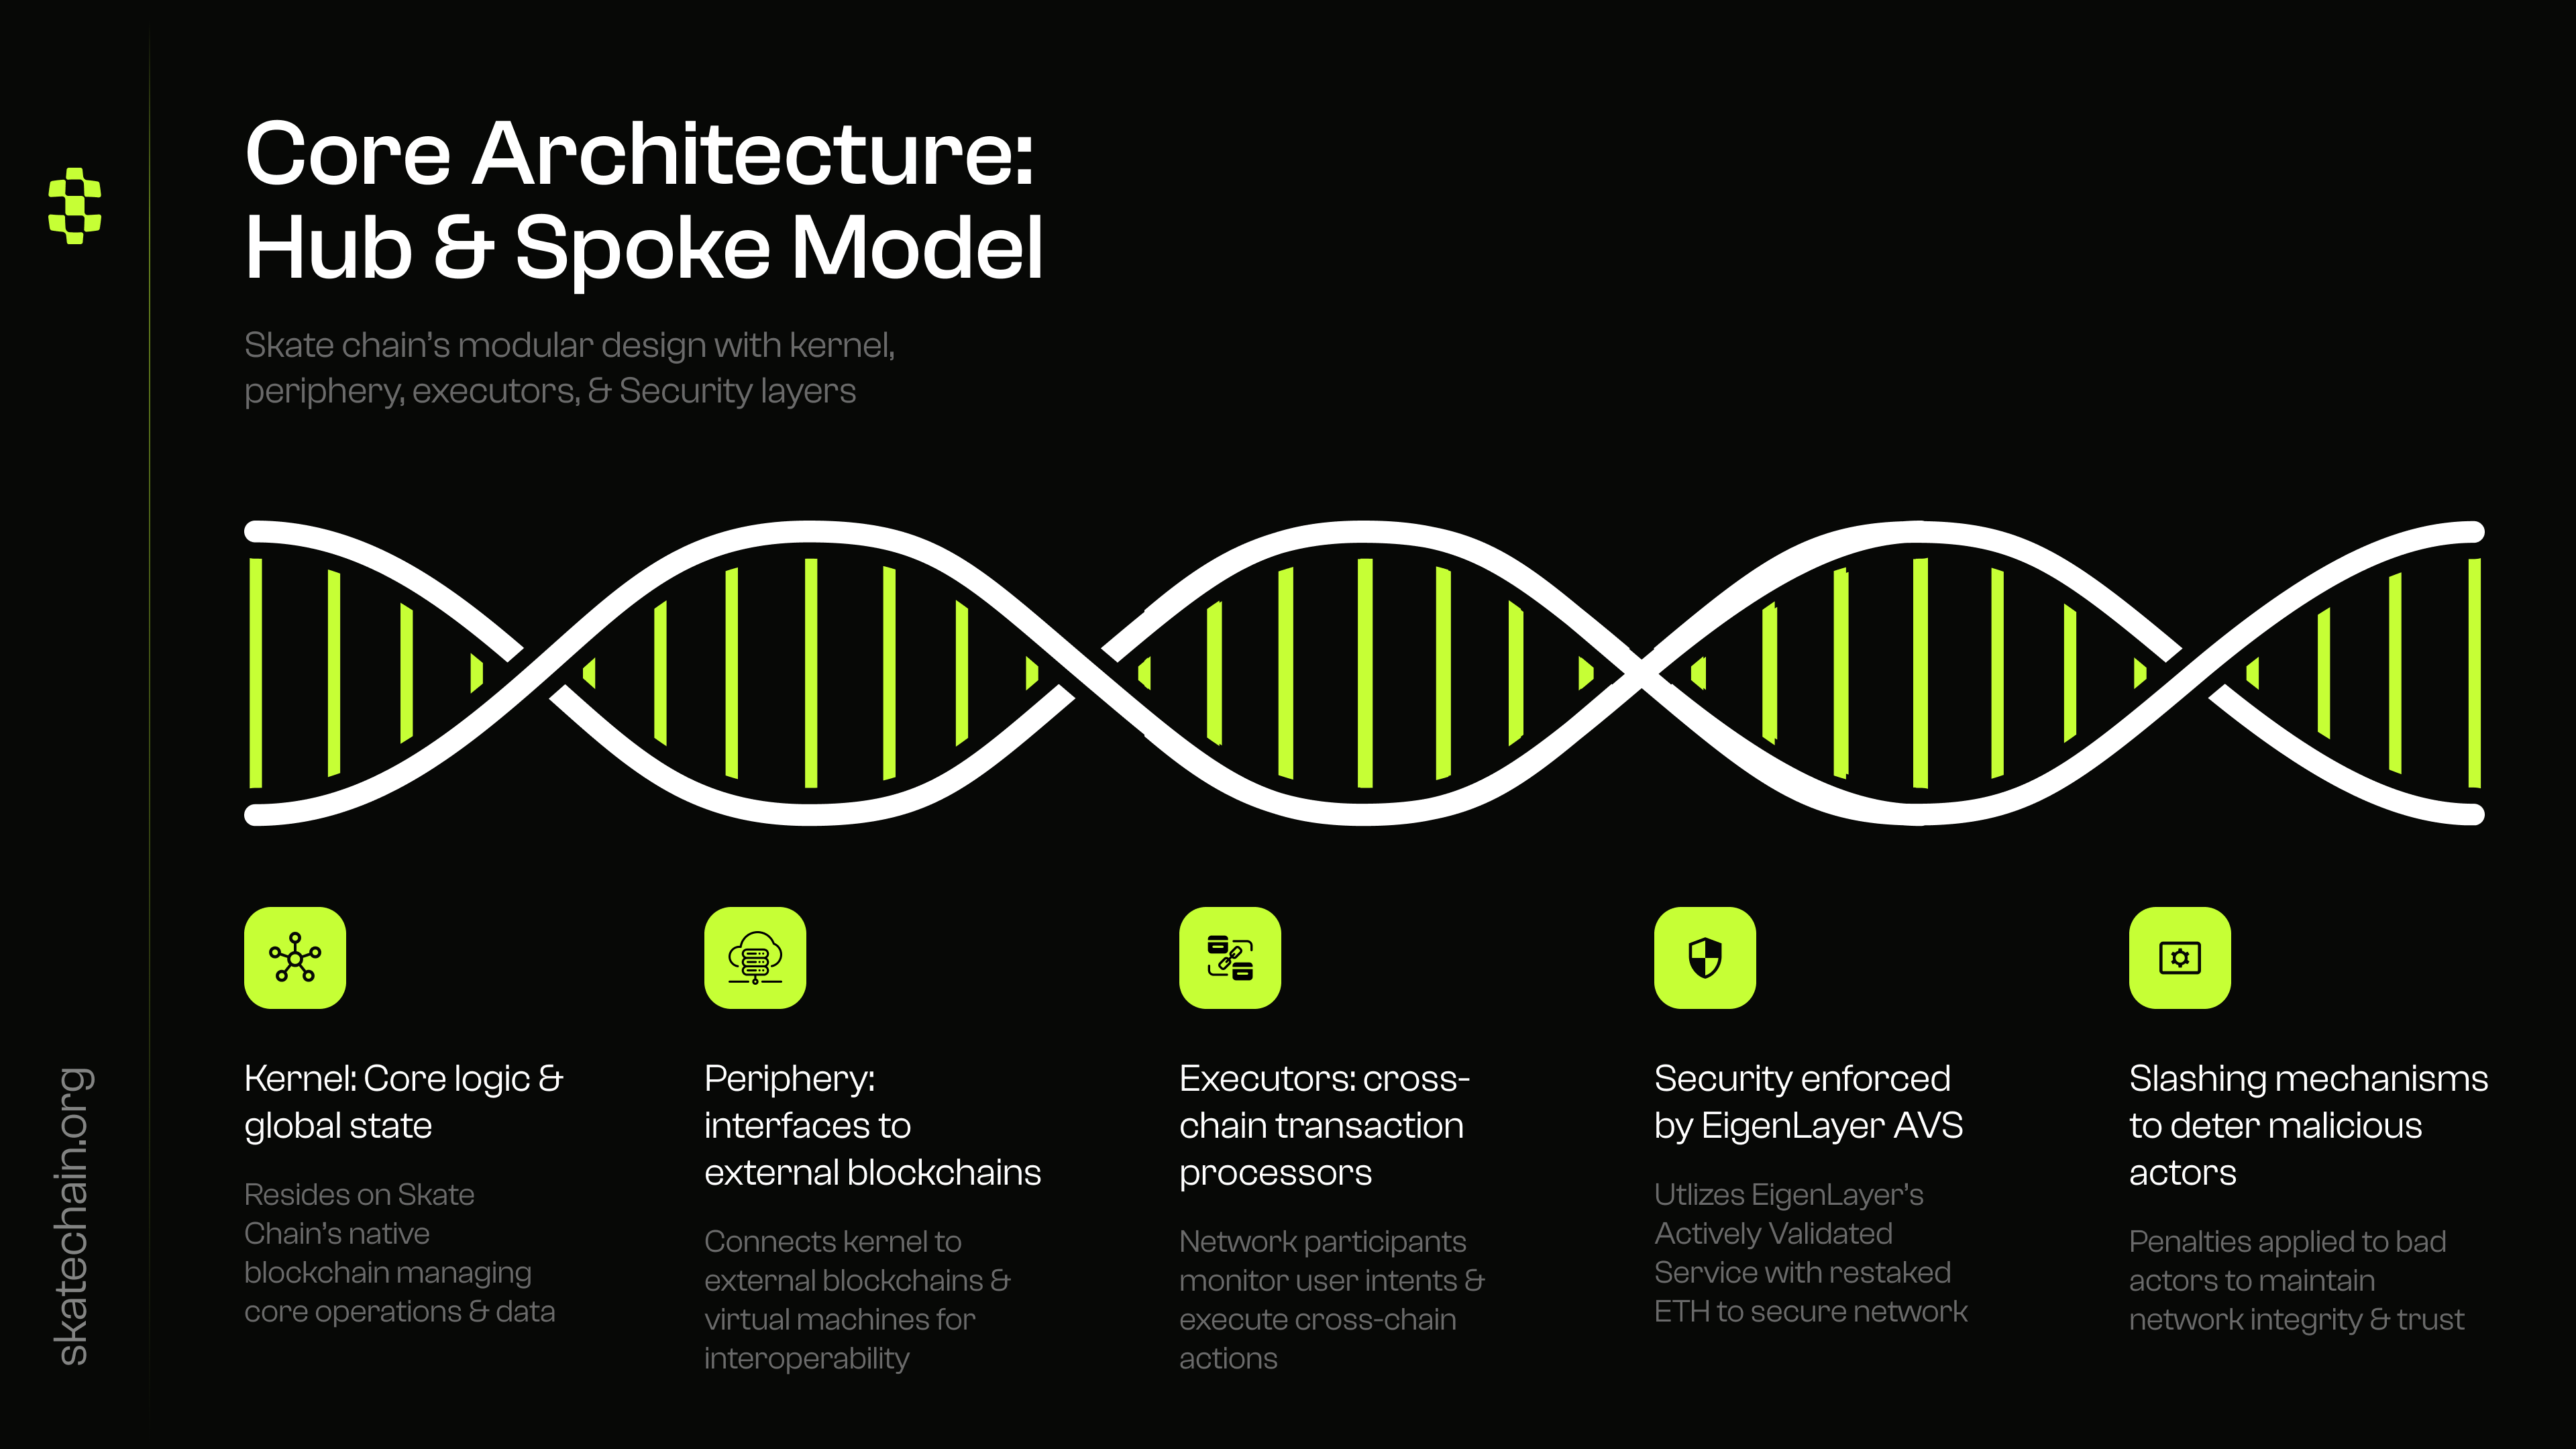 Core Architecture:
Hub & Spoke Model
Skate chain's modular design with kernel,
periphery, executors, & Security layers
Kernel: Core logic &
global state
Resides on Skate
Chain's native
blockchain managing
core operations & data
Periphery:
interfaces to
external blockchains
Connects kernel to
external blockchains &
virtual machines for
interoperability
Executors: cross-
chain transaction
processors
Network participants
monitor user intents &
execute cross-chain
actions
Security enforced
by EigenLayer AVS
Utlizes EigenLayer's
Actively Validated
Service with restaked
ETH to secure network
Slashing mechanisms
to deter malicious
actors
Penalties applied to bad
actors to maintain
network integrity & trust
skatechain.org